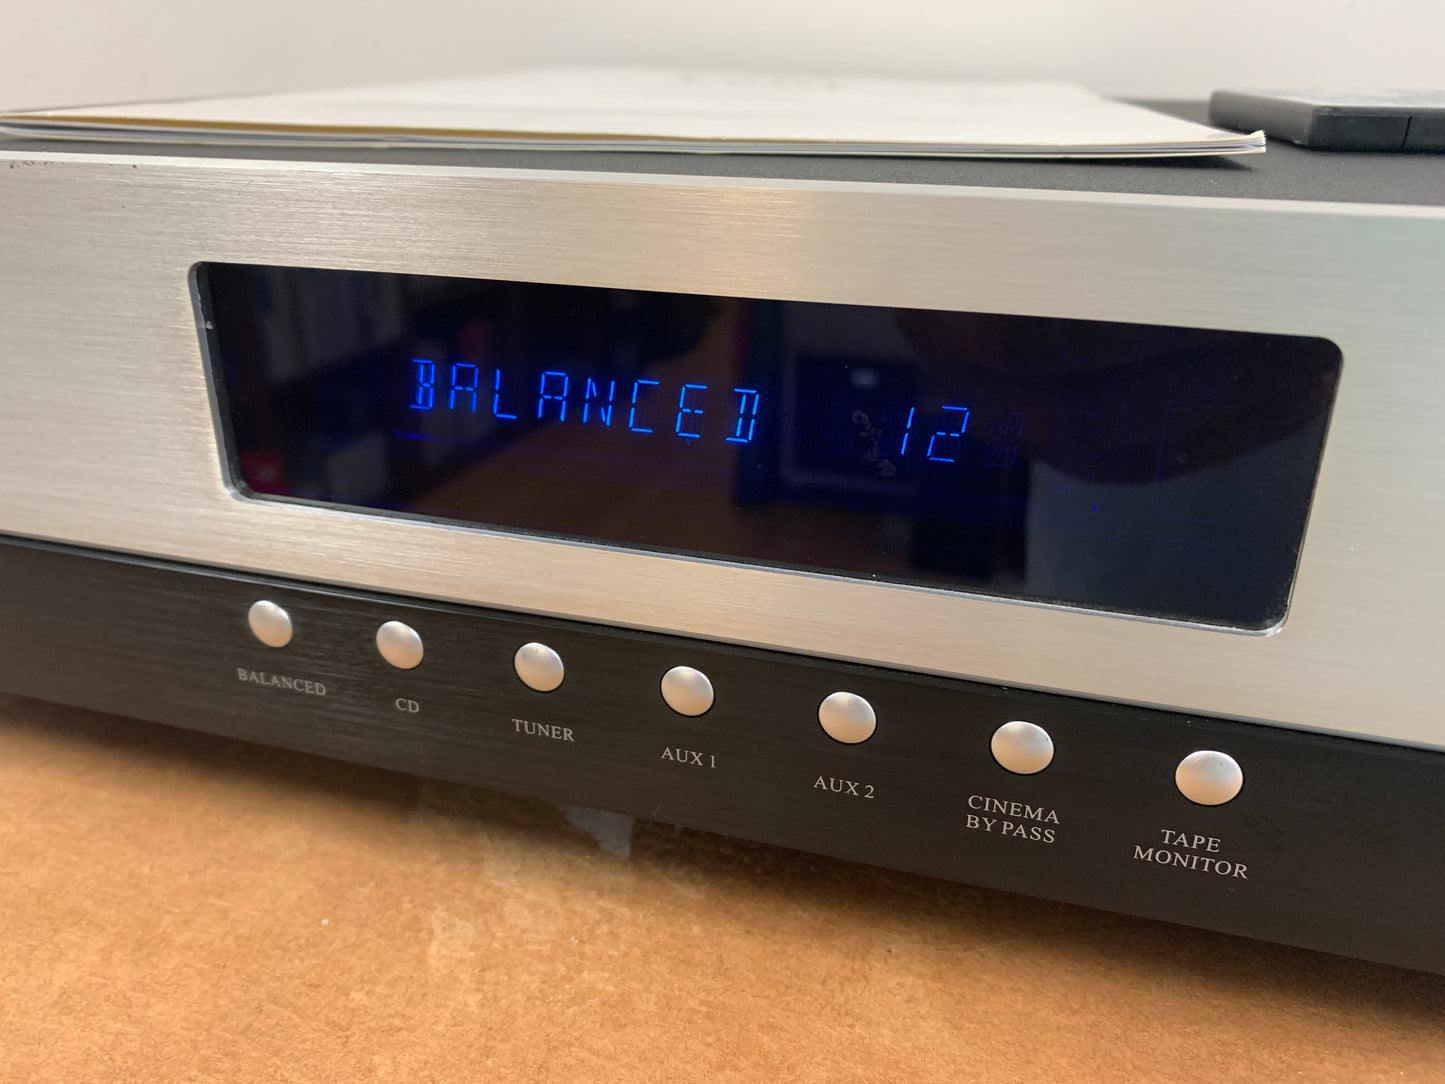 BALANCED 12
BALANCED
CD
TUNER
AUX 1
AUX 2
CINEMA
BY PASS
TAPE
MONITOR